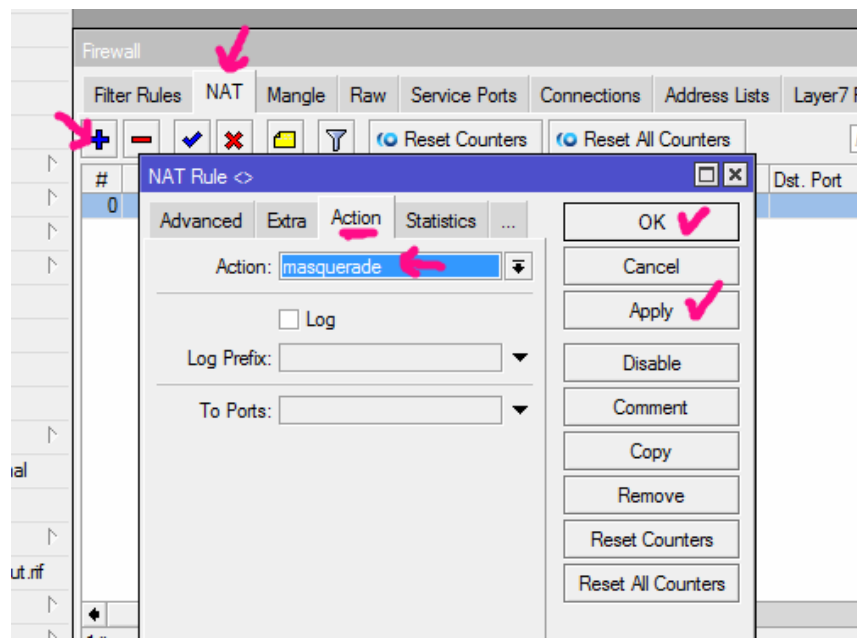 Firewall
Filter Rules NAT Mangle Raw Service Ports Connections Address Lists Layer7
Reset Counters Reset All Counters
# NAT Rule <> Dst. Port
0
Advanced Extra Action Statistics ... OK
Action: masquerade Cancel
Log Apply
Log Prefix: Disable
To Ports: Comment
Copy
al
Remove
Reset Counters
ut.rif
Reset All Counters